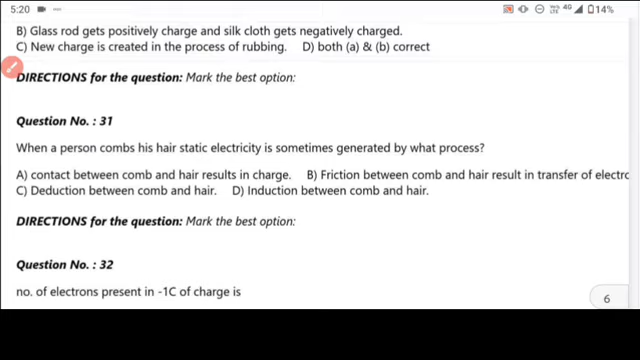 5:20
4G
14%
B) Glass rod gets positively charge and silk cloth gets negatively charged.
C) New charge is created in the process of rubbing. D) both (a) & (b) correct
DIRECTIONS for the question: Mark the best option:
Question No. : 31
When a person combs his hair static electricity is sometimes generated by what process?
A) contact between comb and hair results in charge. B) Friction between comb and hair result in transfer of electro
C) Deduction between comb and hair. D) Induction between comb and hair.
DIRECTIONS for the question: Mark the best option:
Question No. : 32
no. of electrons present in -1C of charge is
6